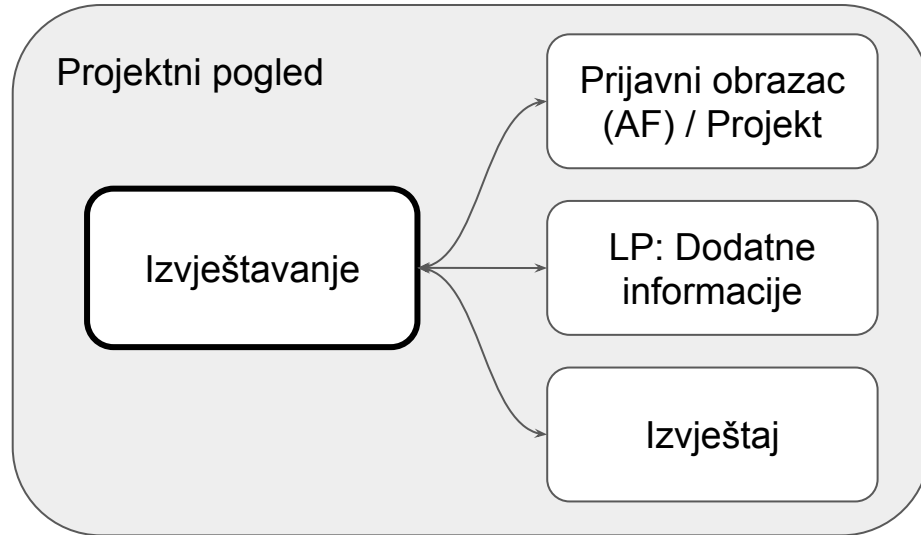 Projektni pogled
Prijavni obrazac
(AF) / Projekt
Izvještavanje
LP: Dodatne
informacije
Izvještaj